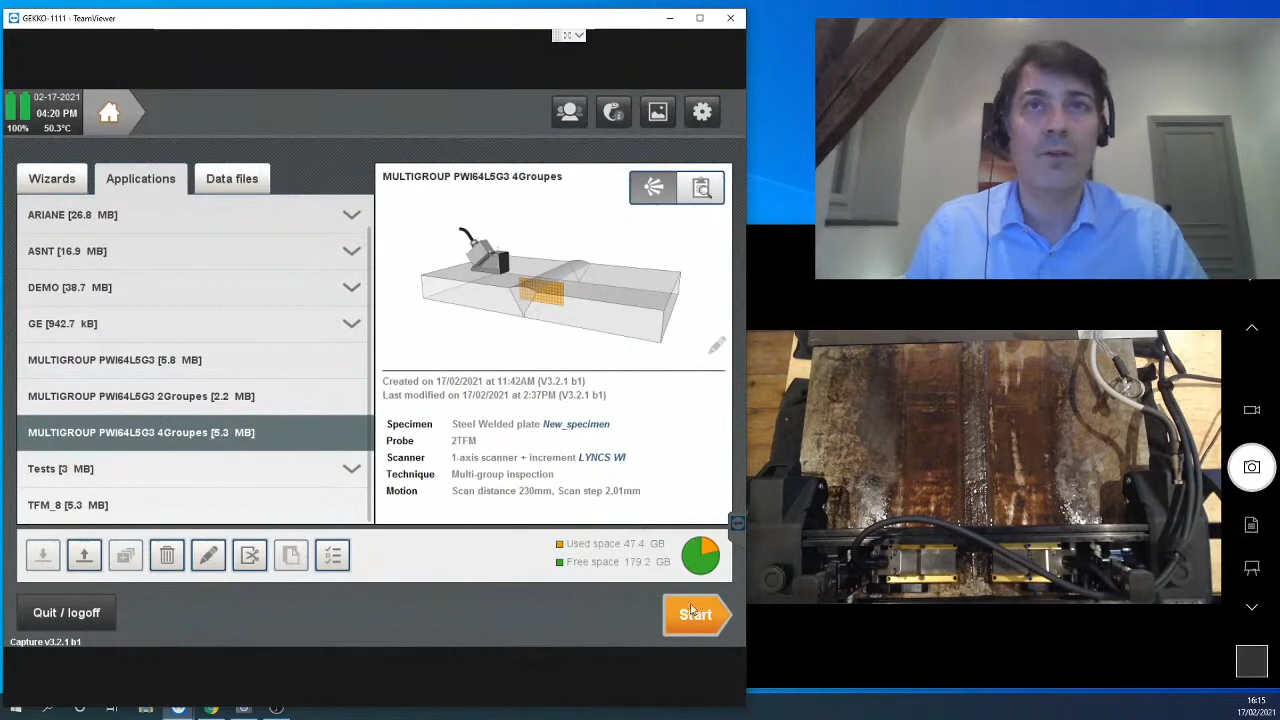 GEKKO-1111 - TeamViewer
02-17-2021
04:20 PM
100% 50.3°C
Wizards
Applications
Data files
ARIANE [26.8 MB]
ASNT [16.9 MB]
DEMO [38.7 MB]
GE [942.7 kB]
MULTIGROUP PWI64L5G3 [5.8 MB]
MULTIGROUP PWI64L5G3 2Groupes [2.2 MB]
MULTIGROUP PWI64L5G3 4Groupes [5.3 MB]
Tests [3 MB]
TFM_8 [5.3 MB]
MULTIGROUP PWI64L5G3 4Groupes
Created on 17/02/2021 at 11:42AM (V3.2.1 b1)
Last modified on 17/02/2021 at 2:37PM (V3.2.1 b1)
Specimen Steel Welded plate New_specimen
Probe 2TFM
Scanner 1-axis scanner + increment LYNCS WI
Technique Multi-group inspection
Motion Scan distance 230mm, Scan step 2.01mm
Used space 47.4 GB
Free space 179.2 GB
Quit / logoff
Start
Capture v3.2.1 b1
16:15
17/02/2021